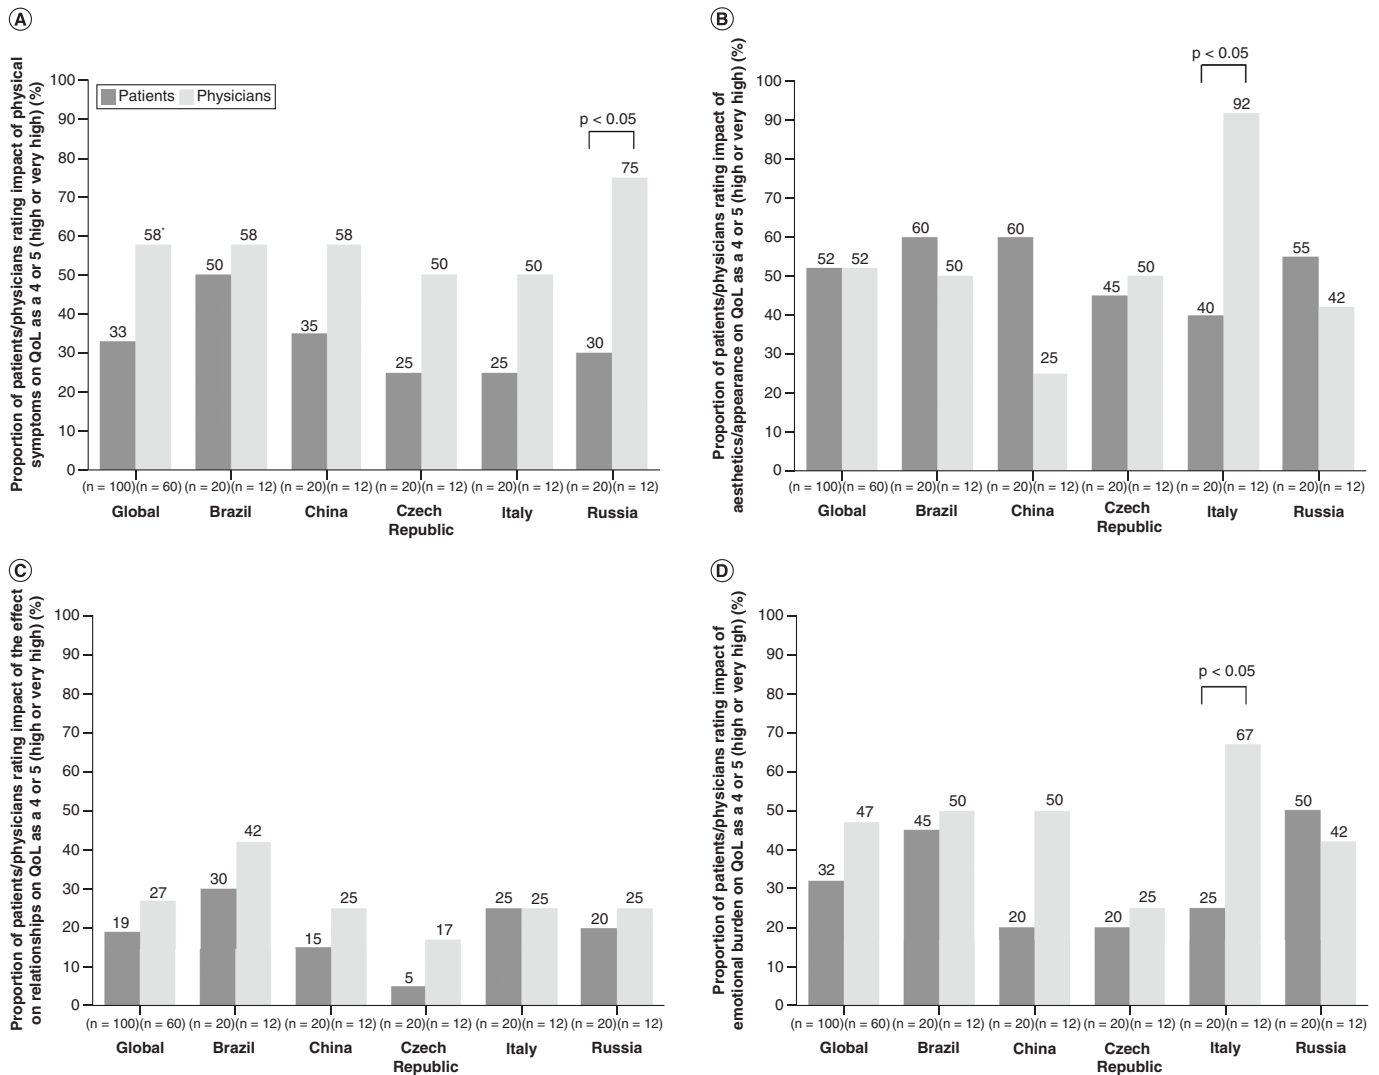 A
Proportion of patients/physicians rating impact of physical
symptoms on QoL as a 4 or 5 (high or very high) (%)
100
90
80
70
60
50
40
30
20
10
0
Patients Physicians
p < 0.05
33 58* 50 58 35 58 25 50 25 50 30 75
(n = 100)(n = 60) (n = 20)(n = 12) (n = 20)(n = 12) (n = 20)(n = 12) (n = 20)(n = 12) (n = 20)(n = 12)
Global Brazil China Czech Republic Italy Russia
B
Proportion of patients/physicians rating impact of
aesthetics/appearance on QoL as a 4 or 5 (high or very high) (%)
100
90
80
70
60
50
40
30
20
10
0
p < 0.05
52 52 60 50 60 25 45 50 40 92 55 42
(n = 100)(n = 60) (n = 20)(n = 12) (n = 20)(n = 12) (n = 20)(n = 12) (n = 20)(n = 12) (n = 20)(n = 12)
Global Brazil China Czech Republic Italy Russia
C
Proportion of patients/physicians rating impact of the effect
on relationships on QoL as a 4 or 5 (high or very high) (%)
100
90
80
70
60
50
40
30
20
10
0
19 27 30 42 15 25 5 17 25 25 20 25
(n = 100)(n = 60) (n = 20)(n = 12) (n = 20)(n = 12) (n = 20)(n = 12) (n = 20)(n = 12) (n = 20)(n = 12)
Global Brazil China Czech Republic Italy Russia
D
Proportion of patients/physicians rating impact of
emotional burden on QoL as a 4 or 5 (high or very high) (%)
100
90
80
70
60
50
40
30
20
10
0
p < 0.05
32 47 45 50 20 50 20 25 25 67 50 42
(n = 100)(n = 60) (n = 20)(n = 12) (n = 20)(n = 12) (n = 20)(n = 12) (n = 20)(n = 12) (n = 20)(n = 12)
Global Brazil China Czech Republic Italy Russia